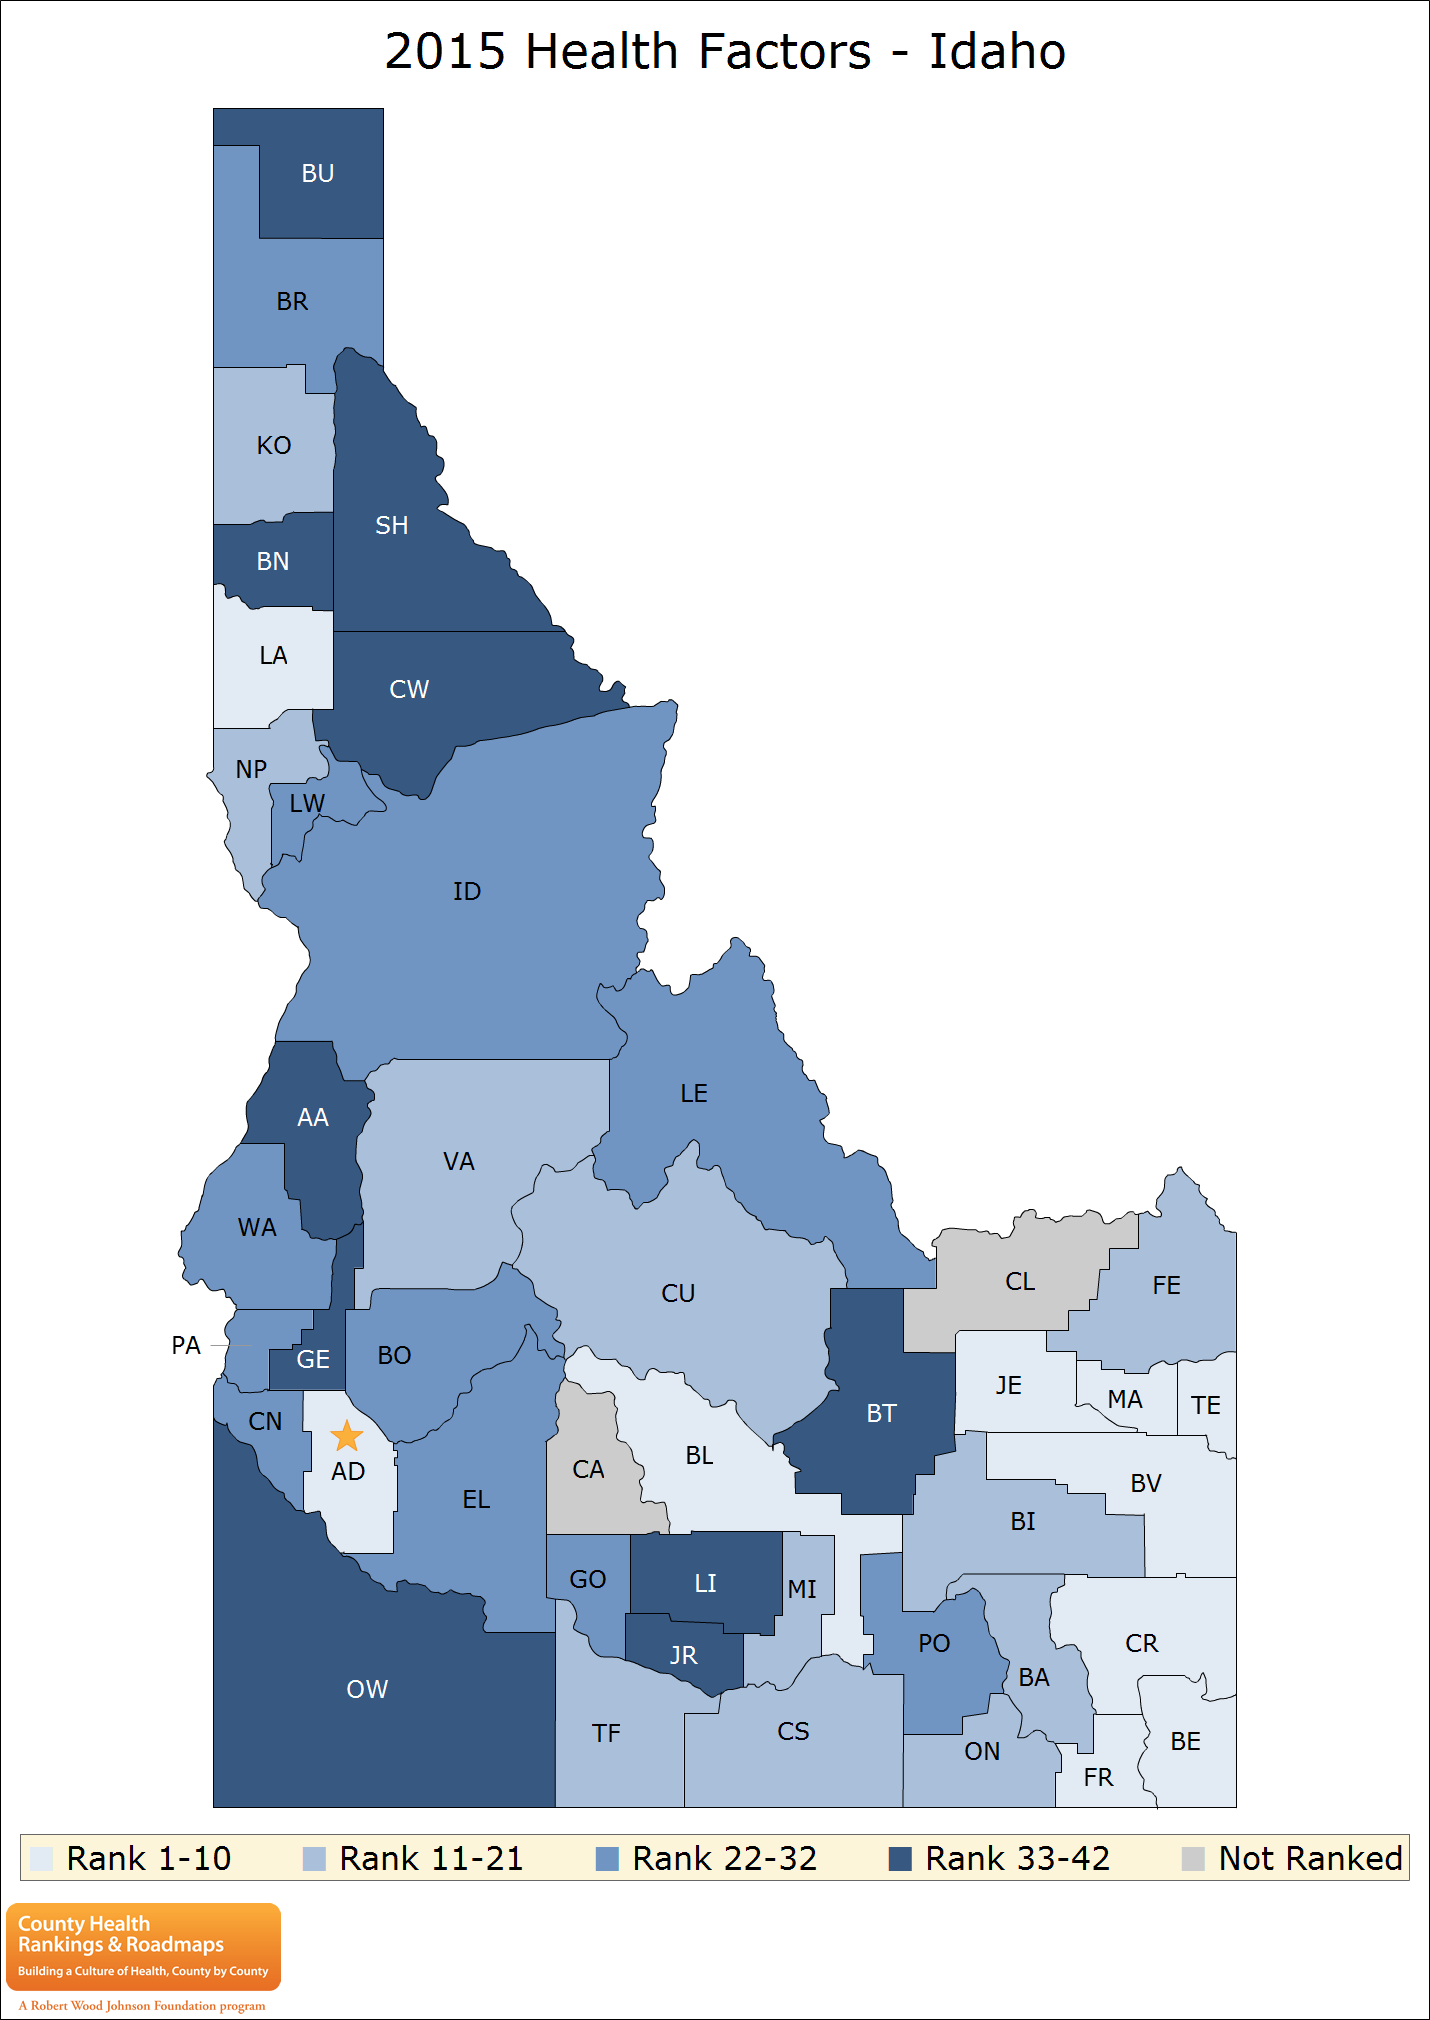 2015 Health Factors - Idaho
BU
BR
KO
SH
BN
LA
CW
NP
LW
ID
LE
AA
VA
WA
CU
CL
FE
PA
GE
BO
JE
MA
TE
CN
BT
AD
CA
BL
BV
EL
BI
GO
LI
MI
OW
JR
PO
CR
BA
TF
CS
ON
BE
FR
Rank 1-10 Rank 11-21 Rank 22-32 Rank 33-42 Not Ranked
County Health
Rankings & Roadmaps
Building a Culture of Health, County by County
A Robert Wood Johnson Foundation program